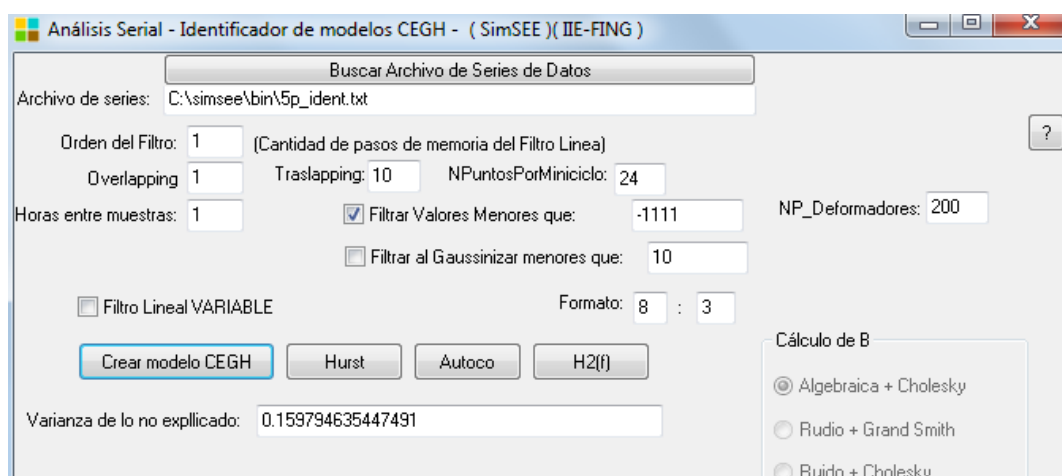 Análisis Serial - Identificador de modelos CEGH - ( SimSEE )( IIE-FING )
Buscar Archivo de Series de Datos
Archivo de series: C:\simsee\bin\5p_ident.txt
Orden del Filtro: 1 (Cantidad de pasos de memoria del Filtro Linea) ?
Overlapping 1 Traslapping: 10 NPuntosPorMiniciclo: 24
Horas entre muestras: 1 Filtrar Valores Menores que: -1111 NP_Deformadores: 200
Filtrar al Gaussinizar menores que: 10
Filtro Lineal VARIABLE Formato: 8 : 3
Crear modelo CEGH Hurst Autoco H2(f) Cálculo de B
Algebraica + Cholesky
Varianza de lo no expllicado: 0.159794635447491
Rudio + Grand Smith
Ruido + Cholesky